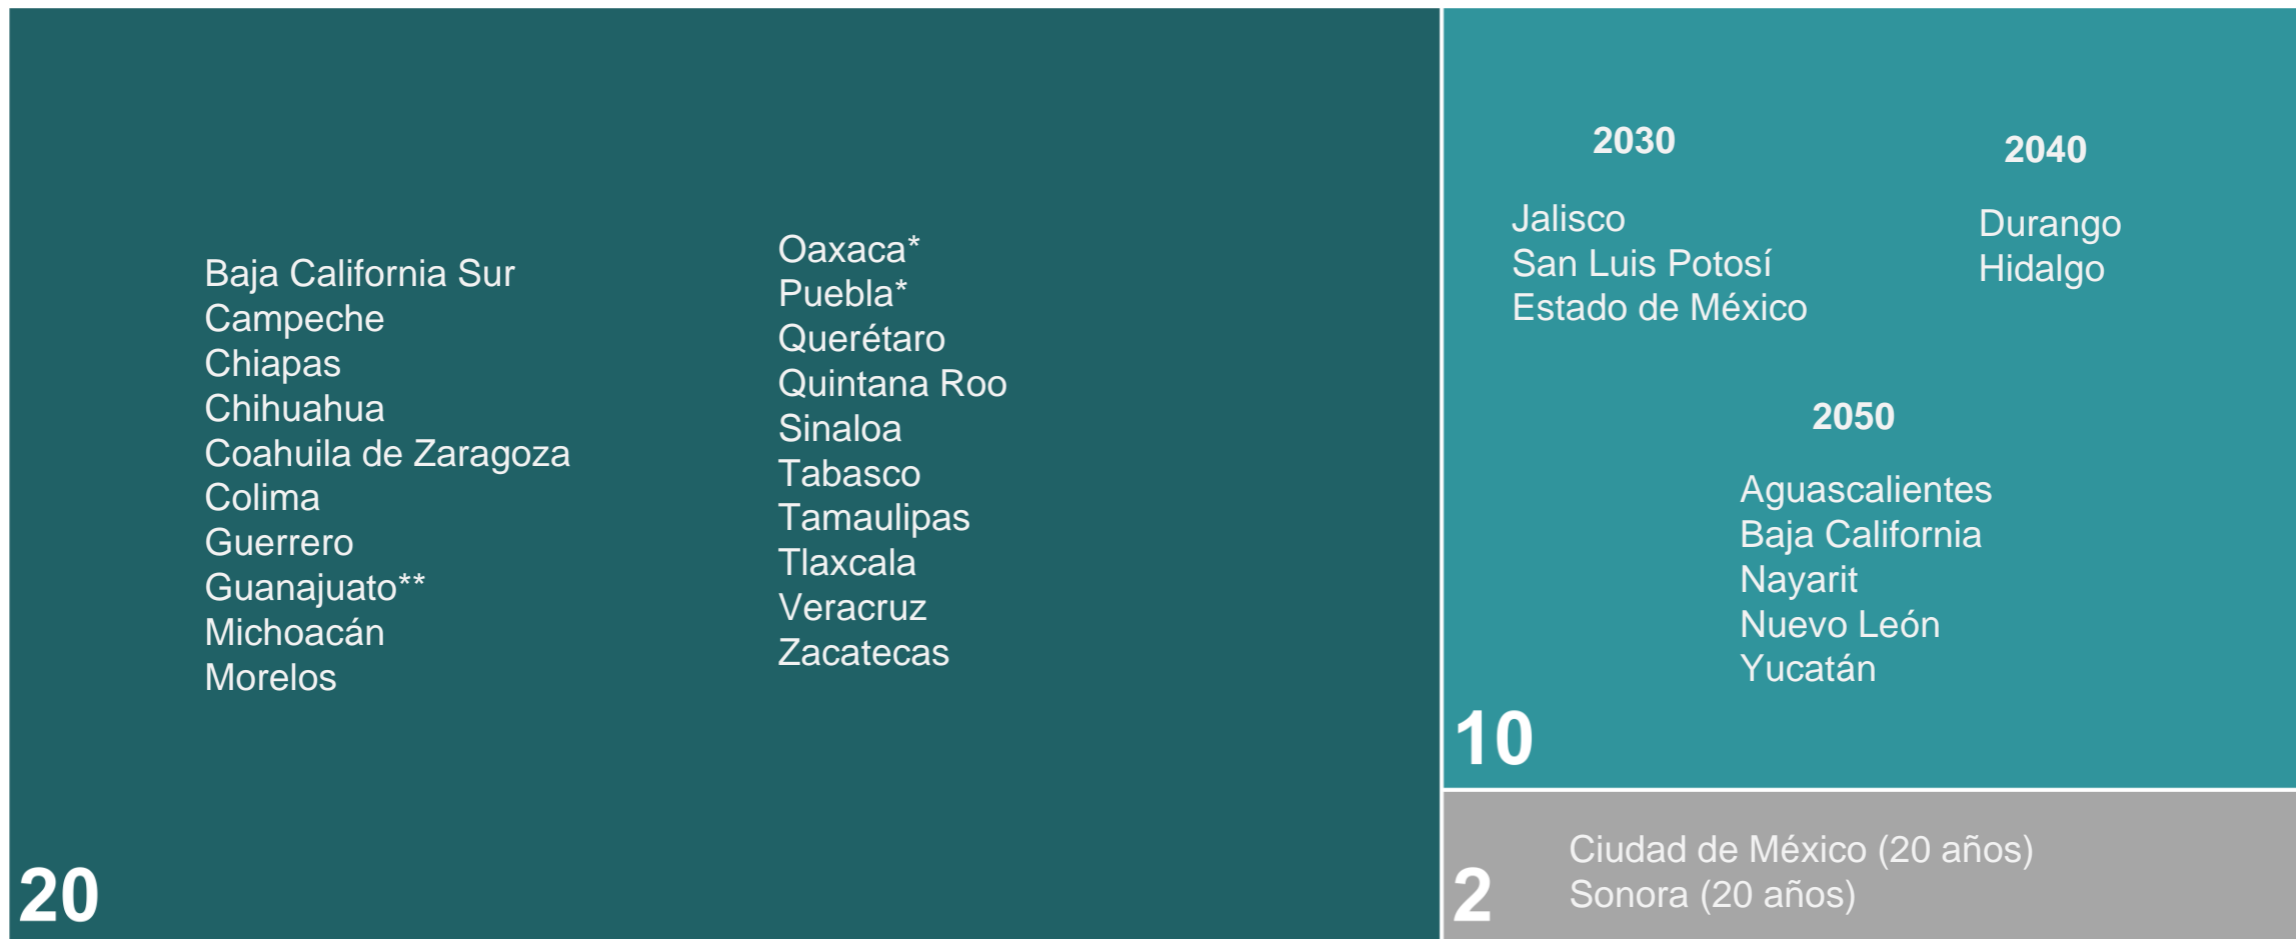 Baja California Sur
Campeche
Chiapas
Chihuahua
Coahuila de Zaragoza
Colima
Guerrero
Guanajuato**
Michoacán
Morelos
Oaxaca*
Puebla*
Querétaro
Quintana Roo
Sinaloa
Tabasco
Tamaulipas
Tlaxcala
Veracruz
Zacatecas
20
2030
Jalisco
San Luis Potosí
Estado de México
2040
Durango
Hidalgo
2050
Aguascalientes
Baja California
Nayarit
Nuevo León
Yucatán
10
Ciudad de México (20 años)
Sonora (20 años)
2